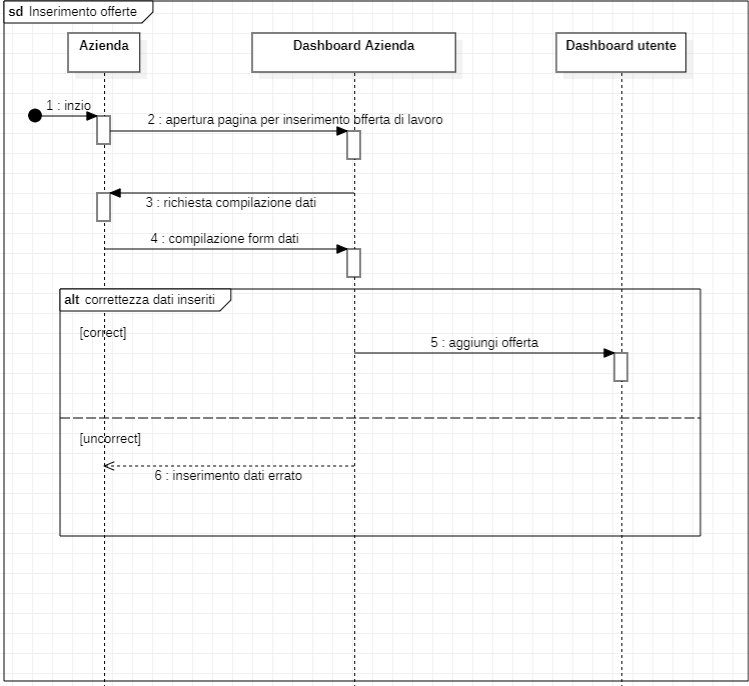 sd Inserimento offerte
Azienda
Dashboard Azienda
Dashboard utente
1 : inzio
2 : apertura pagina per inserimento offerta di lavoro
3 : richiesta compilazione dati
4 : compilazione form dati
alt correttezza dati inseriti
[correct]
5 : aggiungi offerta
[uncorrect]
6 : inserimento dati errato